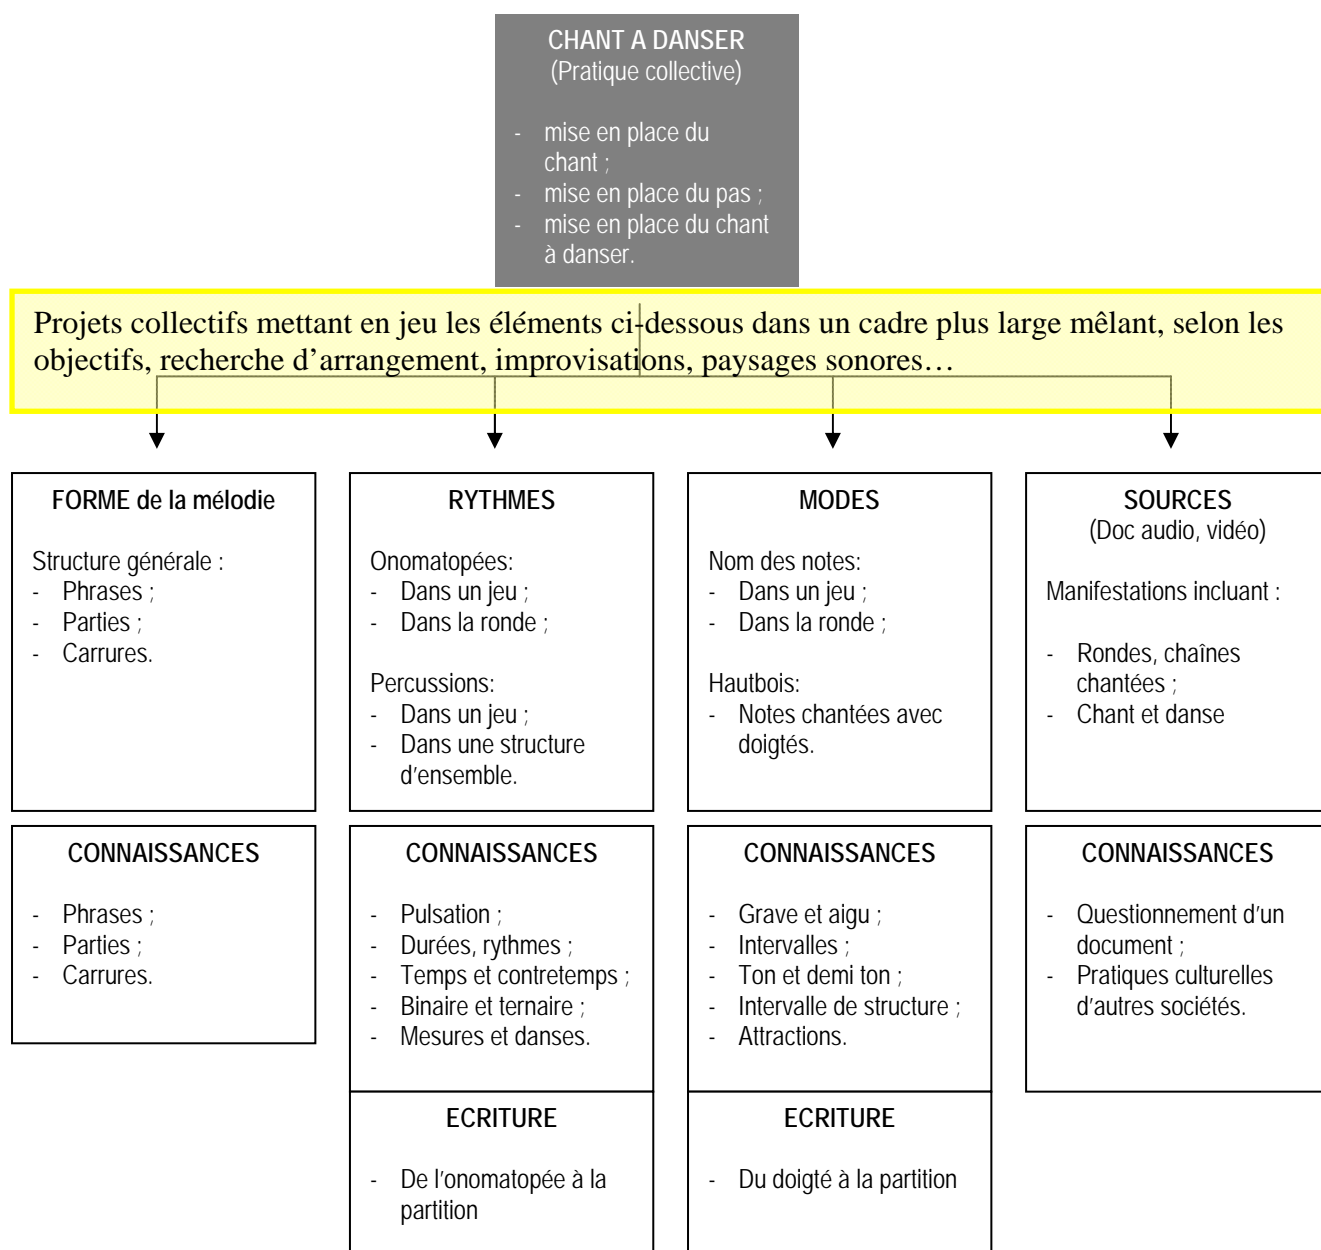 CHANT A DANSER
(Pratique collective)
- mise en place du
chant ;
- mise en place du pas ;
- mise en place du chant
à danser.
Projets collectifs mettant en jeu les éléments ci-dessous dans un cadre plus large mêlant, selon les
objectifs, recherche d'arrangement, improvisations, paysages sonores…
FORME de la mélodie
Structure générale :
- Phrases ;
- Parties ;
- Carrures.
RYTHMES
Onomatopées:
- Dans un jeu ;
- Dans la ronde ;
Percussions:
- Dans un jeu ;
- Dans une structure
d'ensemble.
MODES
Nom des notes:
- Dans un jeu ;
- Dans la ronde ;
Hautbois:
- Notes chantées avec
doigtés.
SOURCES
(Doc audio, vidéo)
Manifestations incluant :
- Rondes, chaînes
chantées ;
- Chant et danse
CONNAISSANCES
- Phrases ;
- Parties ;
- Carrures.
CONNAISSANCES
- Pulsation ;
- Durées, rythmes ;
- Temps et contretemps ;
- Binaire et ternaire ;
- Mesures et danses.
CONNAISSANCES
- Grave et aigu ;
- Intervalles ;
- Ton et demi ton ;
- Intervalle de structure ;
- Attractions.
CONNAISSANCES
- Questionnement d'un
document ;
- Pratiques culturelles
d'autres sociétés.
ECRITURE
- De l'onomatopée à la
partition
ECRITURE
- Du doigté à la partition